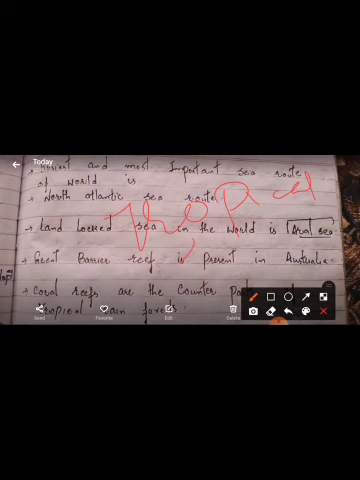 Today
Busiest and most Important sea route
of world is
North atlantic sea route
Land locked sea in the world is Aral sea
Great Barrier reef is present in Australia
Coral reefs are the Counter Part
Tropical rain forests.
Send
Favorite
Edit
Delete